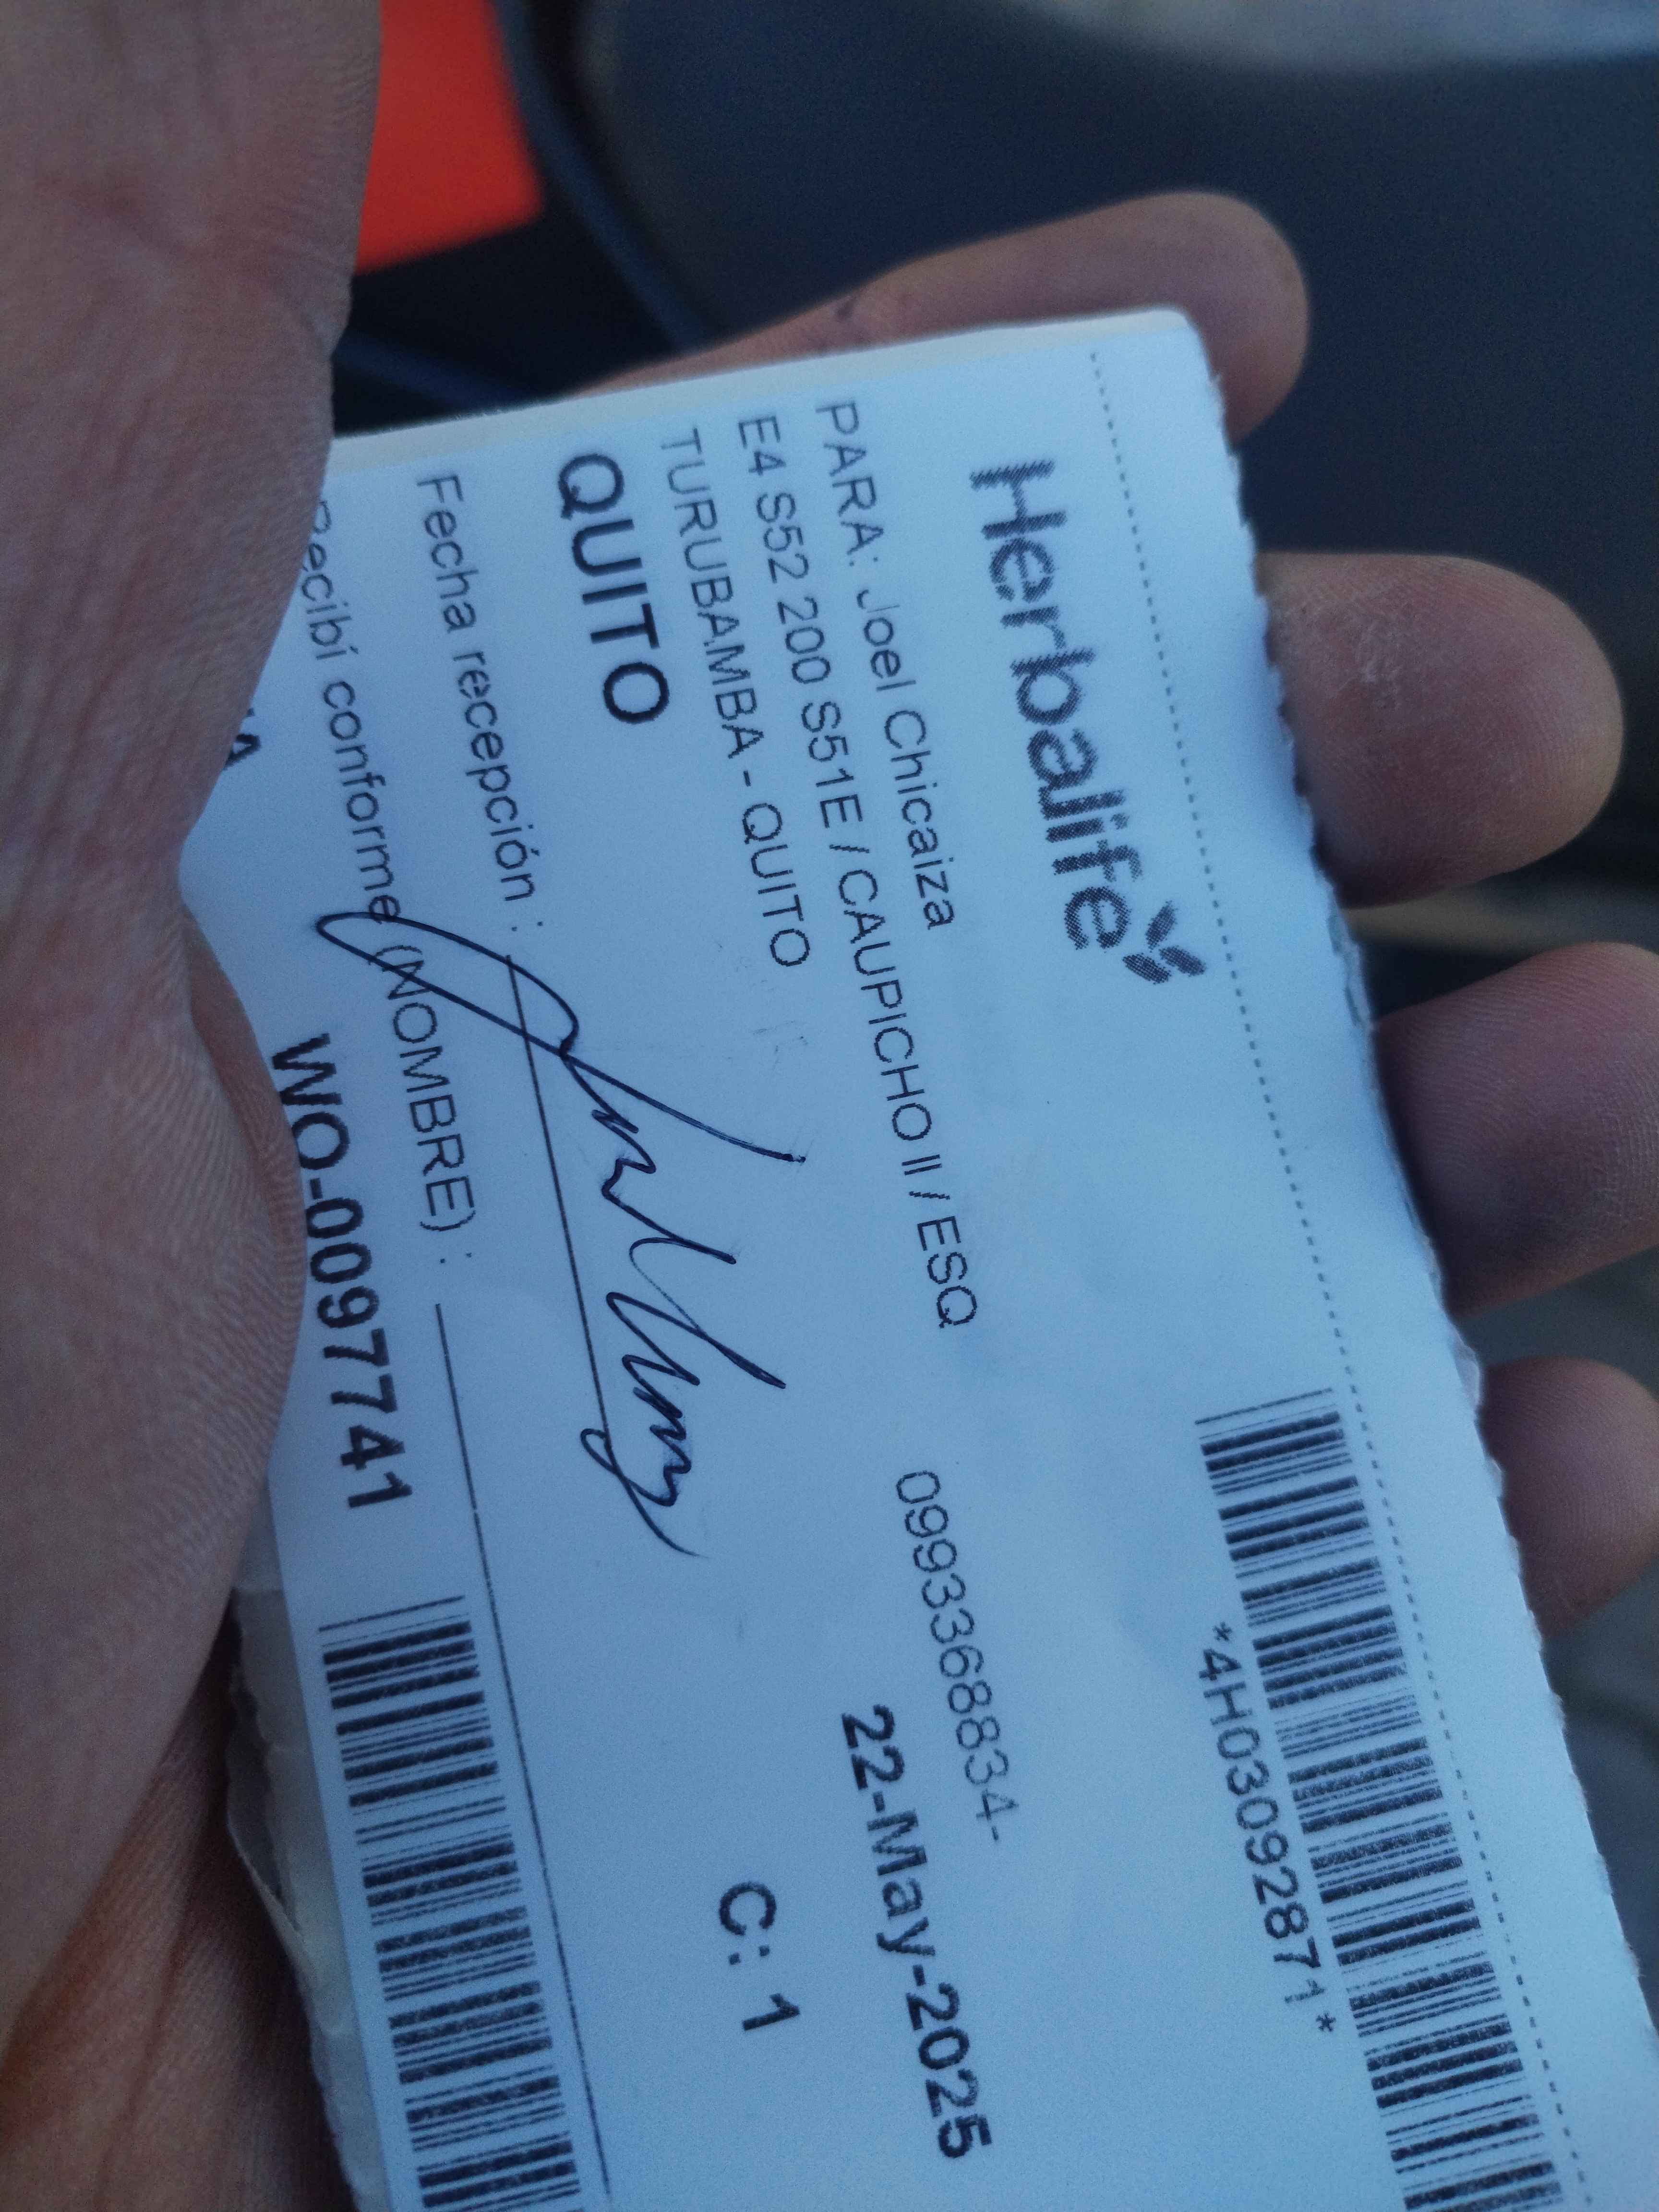 Herbalife
*4H03092871*
PARA: Joel Chicaiza
E4 S52 200 S51E / CAUPICHO II / ESQ 0993368834-
TURUBAMBA - QUITO 22-May-2025
QUITO C: 1
Fecha recepción :
Recibí conforme (NOMBRE) :
WO-00977741